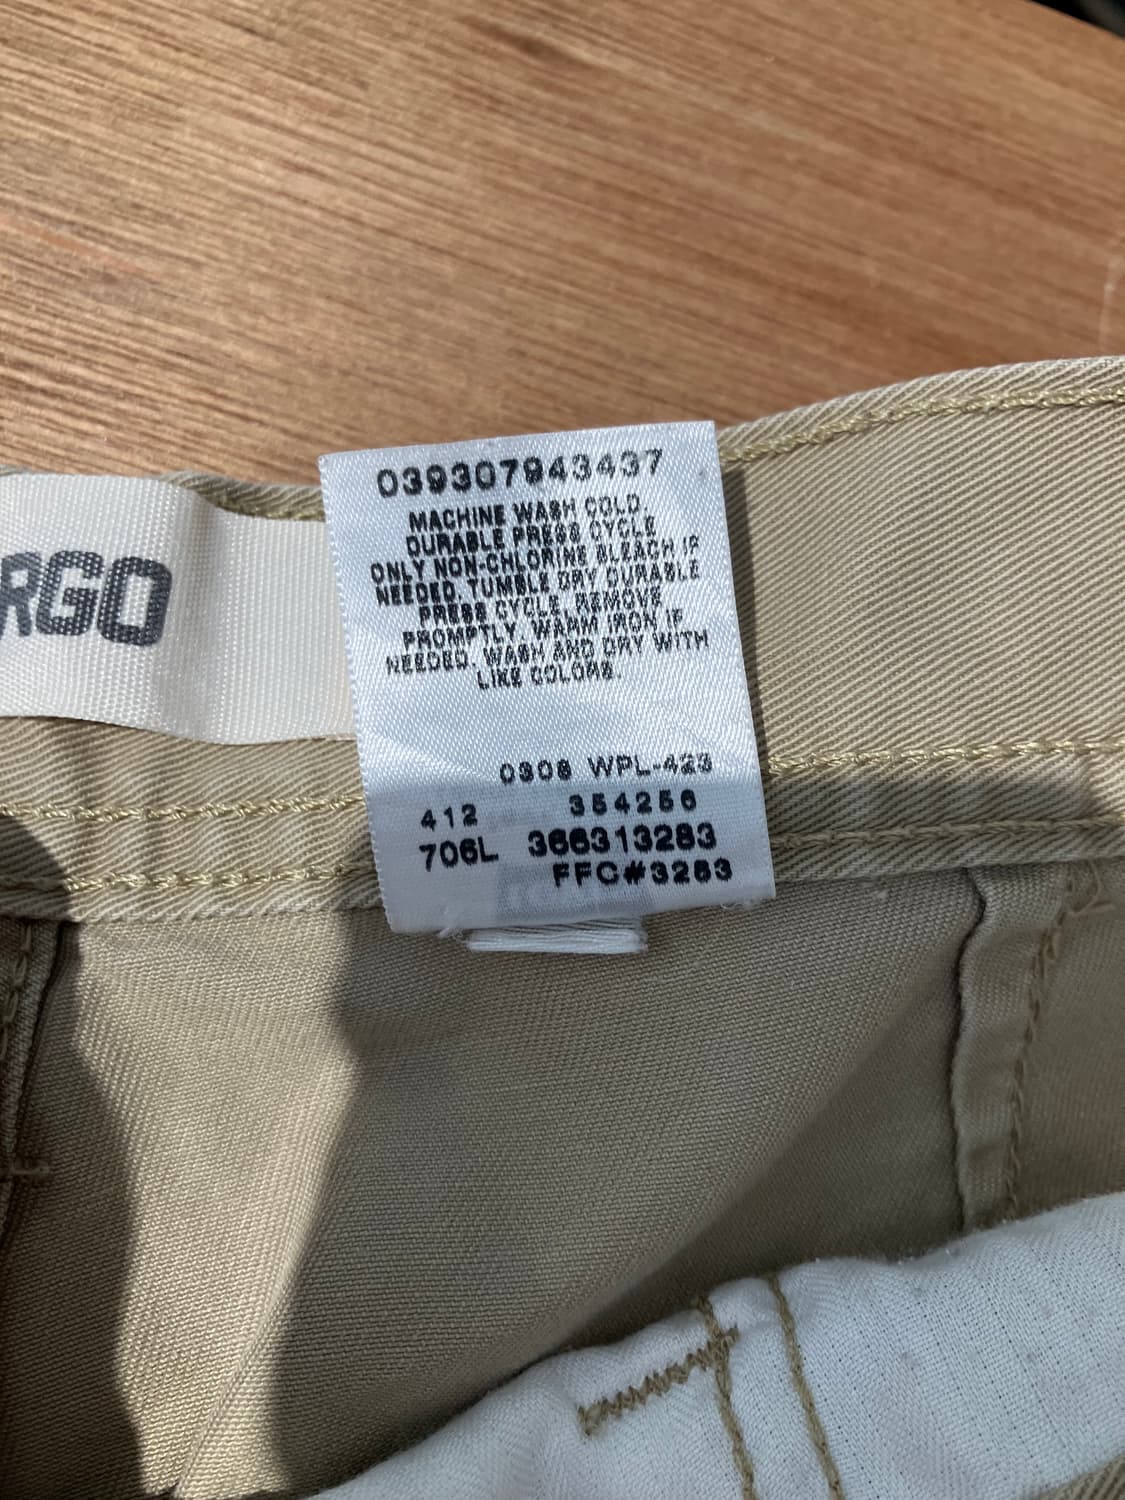 RGO
039307943437
MACHINE WASH COLD,
DURABLE PRESS CYCLE
ONLY NON-CHLORINE BLEACH IF
NEEDED. TUMBLE DRY DURABLE
PRESS CYCLE. REMOVE
PROMPTLY. WARM IRON IF
NEEDED. WASH AND DRY WITH
LIKE COLORS.
0308 WPL-423
412 354256
706L 366313283
FFC#3283